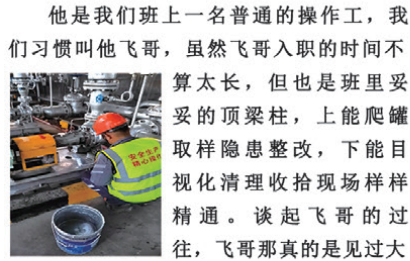 他是我们班上一名普通的操作工，我
们习惯叫他飞哥，虽然飞哥入职的时间不
算太长，但也是班里妥
妥的顶梁柱，上能爬罐
取样隐患整改，下能目
视化清理收拾现场样样
精通。谈起飞哥的过
往，飞哥那真的是见过大
安全生产
精心操作